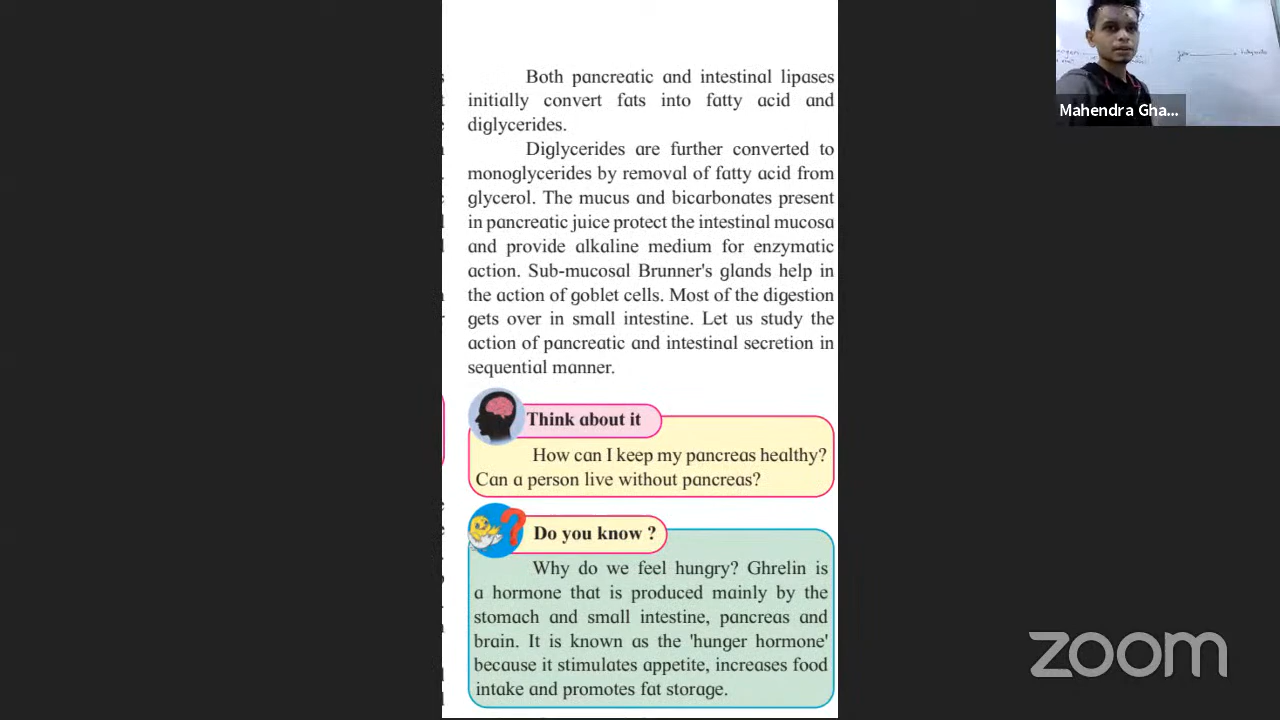 Both pancreatic and intestinal lipases
initially convert fats into fatty acid and
diglycerides.
Diglycerides are further converted to
monoglycerides by removal of fatty acid from
glycerol. The mucus and bicarbonates present
in pancreatic juice protect the intestinal mucosa
and provide alkaline medium for enzymatic
action. Sub-mucosal Brunner's glands help in
the action of goblet cells. Most of the digestion
gets over in small intestine. Let us study the
action of pancreatic and intestinal secretion in
sequential manner.
Think about it
How can I keep my pancreas healthy?
Can a person live without pancreas?
Do you know ?
Why do we feel hungry? Ghrelin is
a hormone that is produced mainly by the
stomach and small intestine, pancreas and
brain. It is known as the 'hunger hormone'
because it stimulates appetite, increases food
intake and promotes fat storage.
Mahendra Gha...
zoom